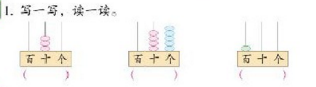 1. 写一写，读一读。
百 十 个 百 十 个 百 十 个
( ) ( ) ( )